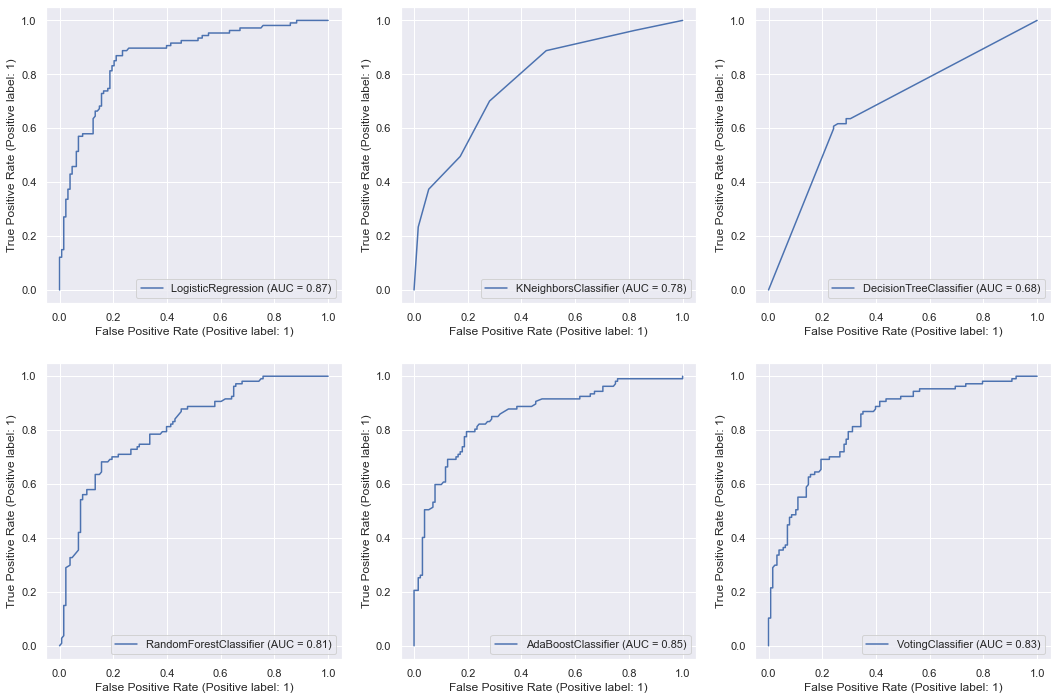 1.0
0.8
0.6
0.4
0.2
0.0
True Positive Rate (Positive label: 1)
LogisticRegression (AUC = 0.87)
0.0 0.2 0.4 0.6 0.8 1.0
False Positive Rate (Positive label: 1)
1.0
0.8
0.6
0.4
0.2
0.0
True Positive Rate (Positive label: 1)
KNeighborsClassifier (AUC = 0.78)
0.0 0.2 0.4 0.6 0.8 1.0
False Positive Rate (Positive label: 1)
1.0
0.8
0.6
0.4
0.2
0.0
True Positive Rate (Positive label: 1)
DecisionTreeClassifier (AUC = 0.68)
0.0 0.2 0.4 0.6 0.8 1.0
False Positive Rate (Positive label: 1)
1.0
0.8
0.6
0.4
0.2
0.0
True Positive Rate (Positive label: 1)
RandomForestClassifier (AUC = 0.81)
0.0 0.2 0.4 0.6 0.8 1.0
False Positive Rate (Positive label: 1)
1.0
0.8
0.6
0.4
0.2
0.0
True Positive Rate (Positive label: 1)
AdaBoostClassifier (AUC = 0.85)
0.0 0.2 0.4 0.6 0.8 1.0
False Positive Rate (Positive label: 1)
1.0
0.8
0.6
0.4
0.2
0.0
True Positive Rate (Positive label: 1)
VotingClassifier (AUC = 0.83)
0.0 0.2 0.4 0.6 0.8 1.0
False Positive Rate (Positive label: 1)